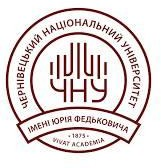 ЧЕРНІВЕЦЬКИЙ НАЦІОНАЛЬНИЙ УНІВЕРСИТЕТ
ЧНУ
ІМЕНІ ЮРІЯ ФЕДЬКОВИЧА
· 1875 ·
VIVAT ACADEMIA